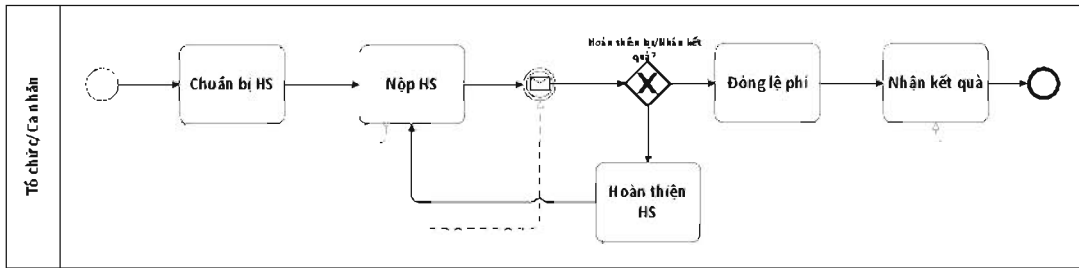 Tổ chức/Cá nhân
Chuẩn bị HS
Nộp HS
Hoàn thiện lại/Nhận kết
quả?
Đóng lệ phí
Nhận kết quả
Hoàn thiện
HS